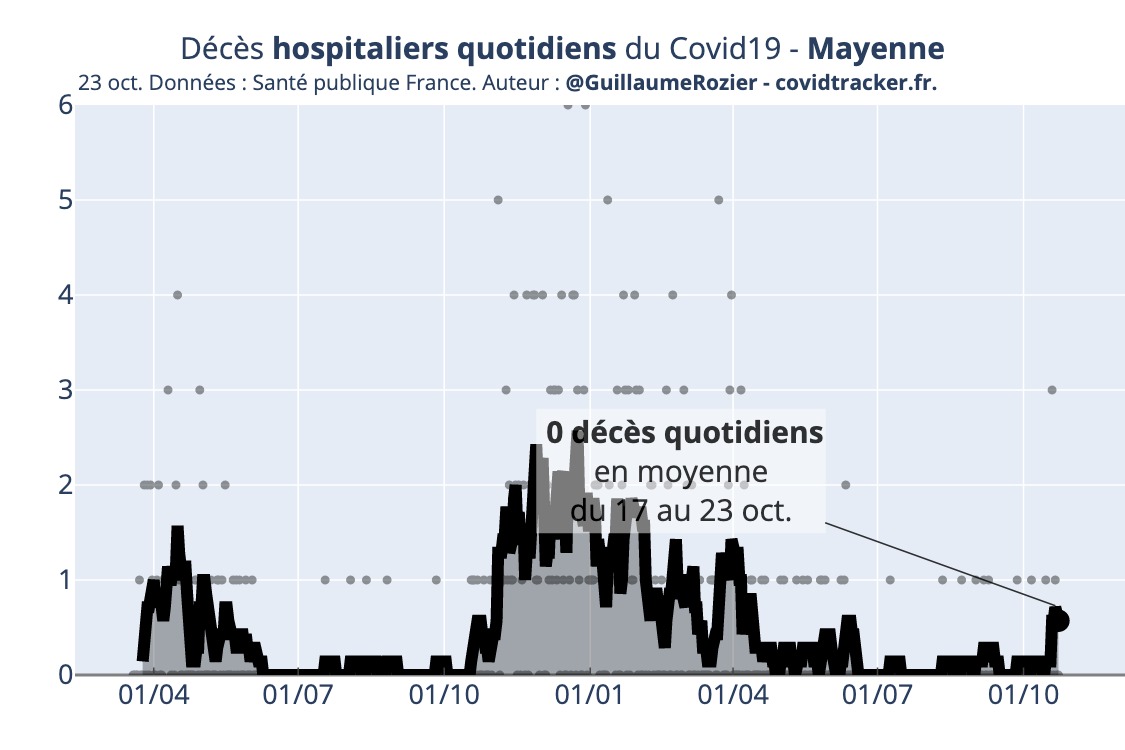 Décès hospitaliers quotidiens du Covid19 - Mayenne
23 oct. Données : Santé publique France. Auteur : @GuillaumeRozier - covidtracker.fr.
6
5
4
3
0 décès quotidiens
en moyenne
du 17 au 23 oct.
2
1
0
01/04 01/07 01/10 01/01 01/04 01/07 01/10